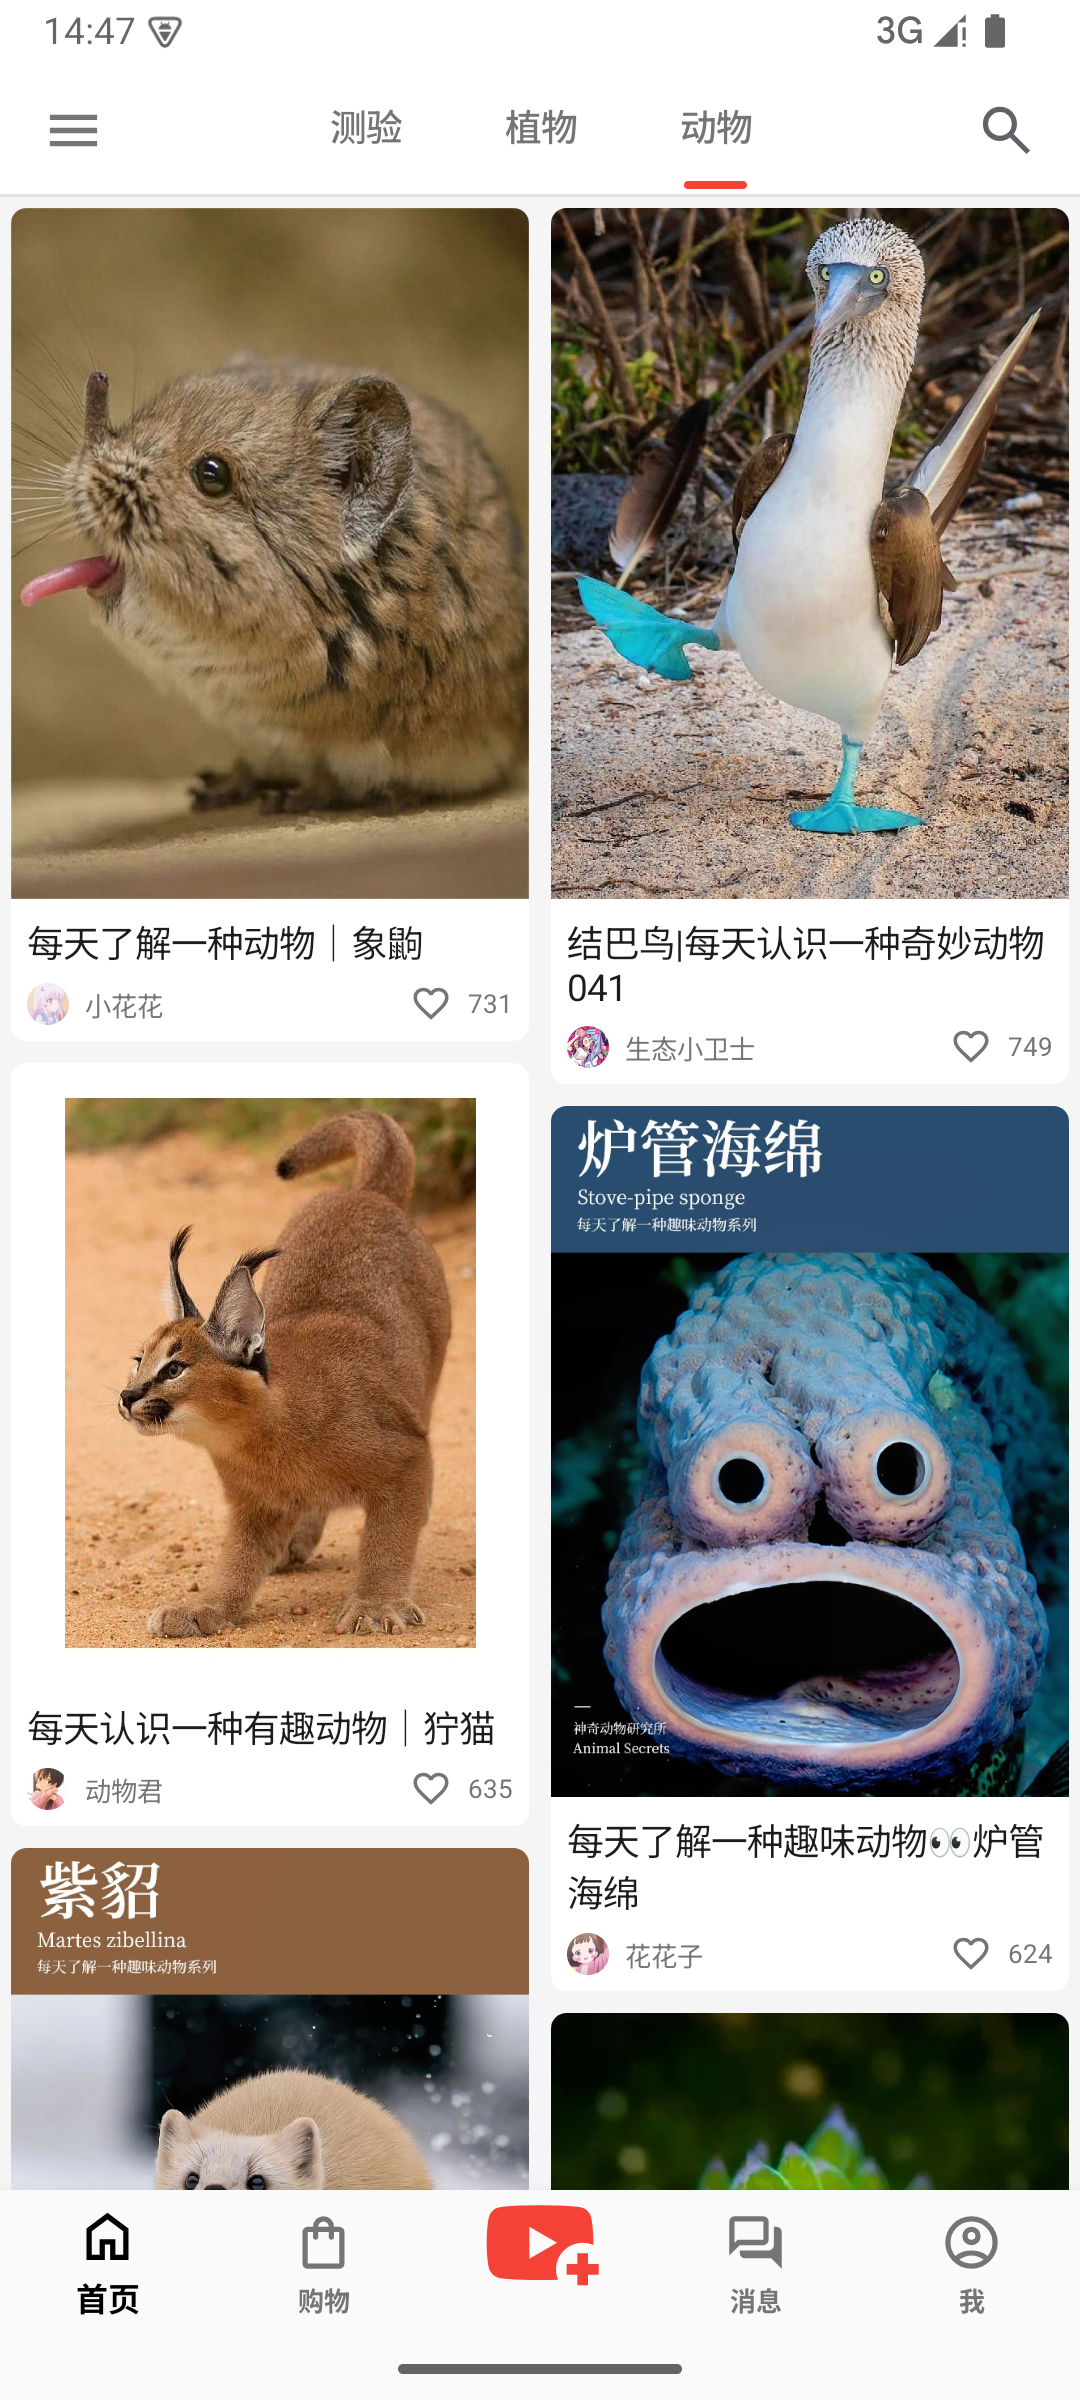 14:47
3G
测验
植物
动物
每天了解一种动物｜象鼩
小花花
731
结巴鸟|每天认识一种奇妙动物
041
生态小卫士
749
每天认识一种有趣动物｜狞猫
动物君
635
炉管海绵
Stove-pipe sponge
每天了解一种趣味动物系列
神奇动物研究所
Animal Secrets
每天了解一种趣味动物👀炉管
海绵
花花子
624
紫貂
Martes zibellina
每天了解一种趣味动物系列
首页
购物
消息
我